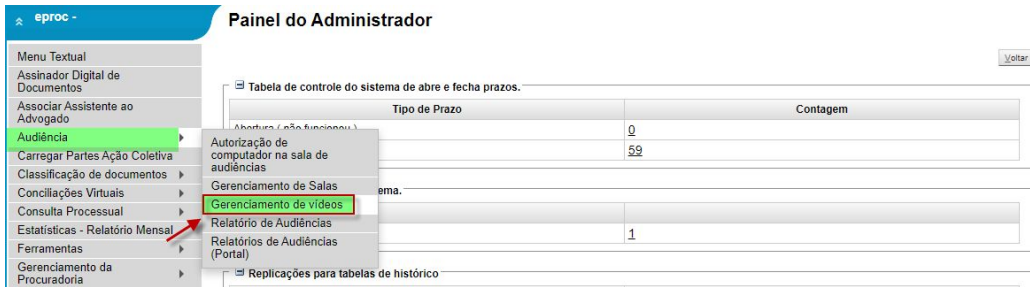 eproc -
Painel do Administrador
Voltar
Menu Textual
Assinador Digital de
Documentos
Associar Assistente ao
Advogado
Audiência
Carregar Partes Ação Coletiva
Classificação de documentos
Conciliações Virtuais
Consulta Processual
Estatísticas - Relatório Mensal
Ferramentas
Gerenciamento da
Procuradoria
Autorização de
computador na sala de
audiências
Gerenciamento de Salas
Gerenciamento de vídeos
Relatório de Audiências
Relatórios de Audiências
(Portal)
Tabela de controle do sistema de abre e fecha prazos.
Tipo de Prazo Contagem
Abertura ( não funcionou ) 0
59
ema.
1
Replicações para tabelas de histórico